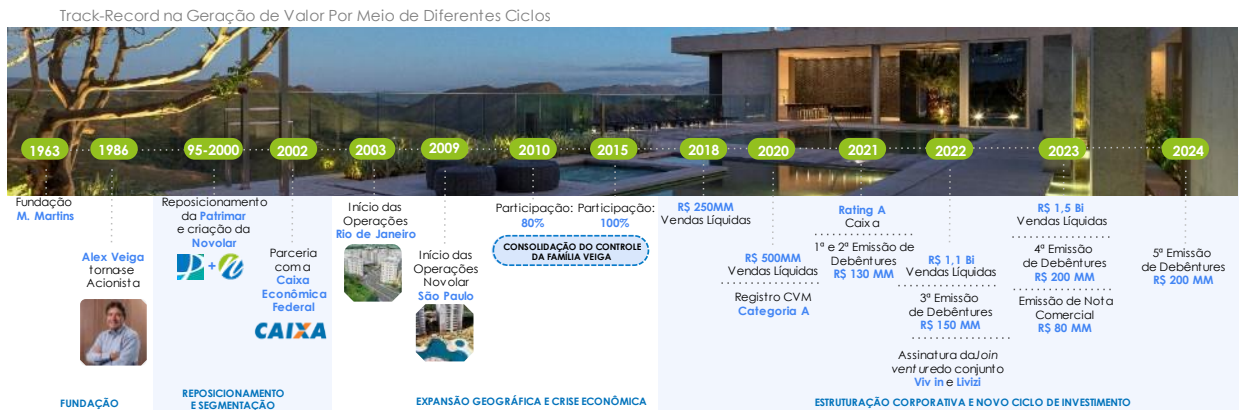 Track-Record na Geração de Valor Por Meio de Diferentes Ciclos
1963
1986
95-2000
2002
2003
2009
2010
2015
2018
2020
2021
2022
2023
2024
Fundação
M. Martins
Alex Veiga
torna-se
Acionista
Reposicionamento
da Patrimar
e criação da
Novolar
+
Parceria
com a
Caixa
Econômica
Federal
CAIXA
Início das
Operações
Rio de Janeiro
Início das
Operações
Novolar
São Paulo
Participação:
80%
Participação:
100%
CONSOLIDAÇÃO DO CONTROLE
DA FAMÍLIA VEIGA
R$ 250MM
Vendas Líquidas
R$ 500MM
Vendas Líquidas
Registro CVM
Categoria A
Rating A
Caixa
1ª e 2ª Emissão de
Debêntures
R$ 130 MM
R$ 1,1 Bi
Vendas Líquidas
3ª Emissão
de Debêntures
R$ 150 MM
Assinatura da Join
venture do conjunto
Viv in e Livizi
R$ 1,5 Bi
Vendas Líquidas
4ª Emissão
de Debêntures
R$ 200 MM
Emissão de Nota
Comercial
R$ 80 MM
5ª Emissão
de Debêntures
R$ 200 MM
FUNDAÇÃO
REPOSICIONAMENTO
E SEGMENTAÇÃO
EXPANSÃO GEOGRÁFICA E CRISE ECONÔMICA
ESTRUTURAÇÃO CORPORATIVA E NOVO CICLO DE INVESTIMENTO